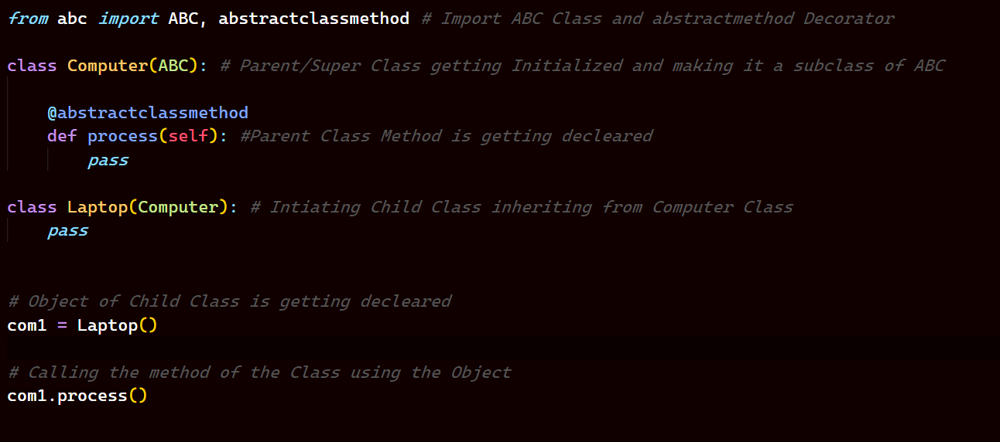 from abc import ABC, abstractclassmethod # Import ABC Class and abstractmethod Decorator
class Computer(ABC): # Parent/Super Class getting Initialized and making it a subclass of ABC
@abstractclassmethod
def process(self): #Parent Class Method is getting decleared
pass
class Laptop(Computer): # Intiating Child Class inheriting from Computer Class
pass
# Object of Child Class is getting decleared
com1 = Laptop()
# Calling the method of the Class using the Object
com1.process()